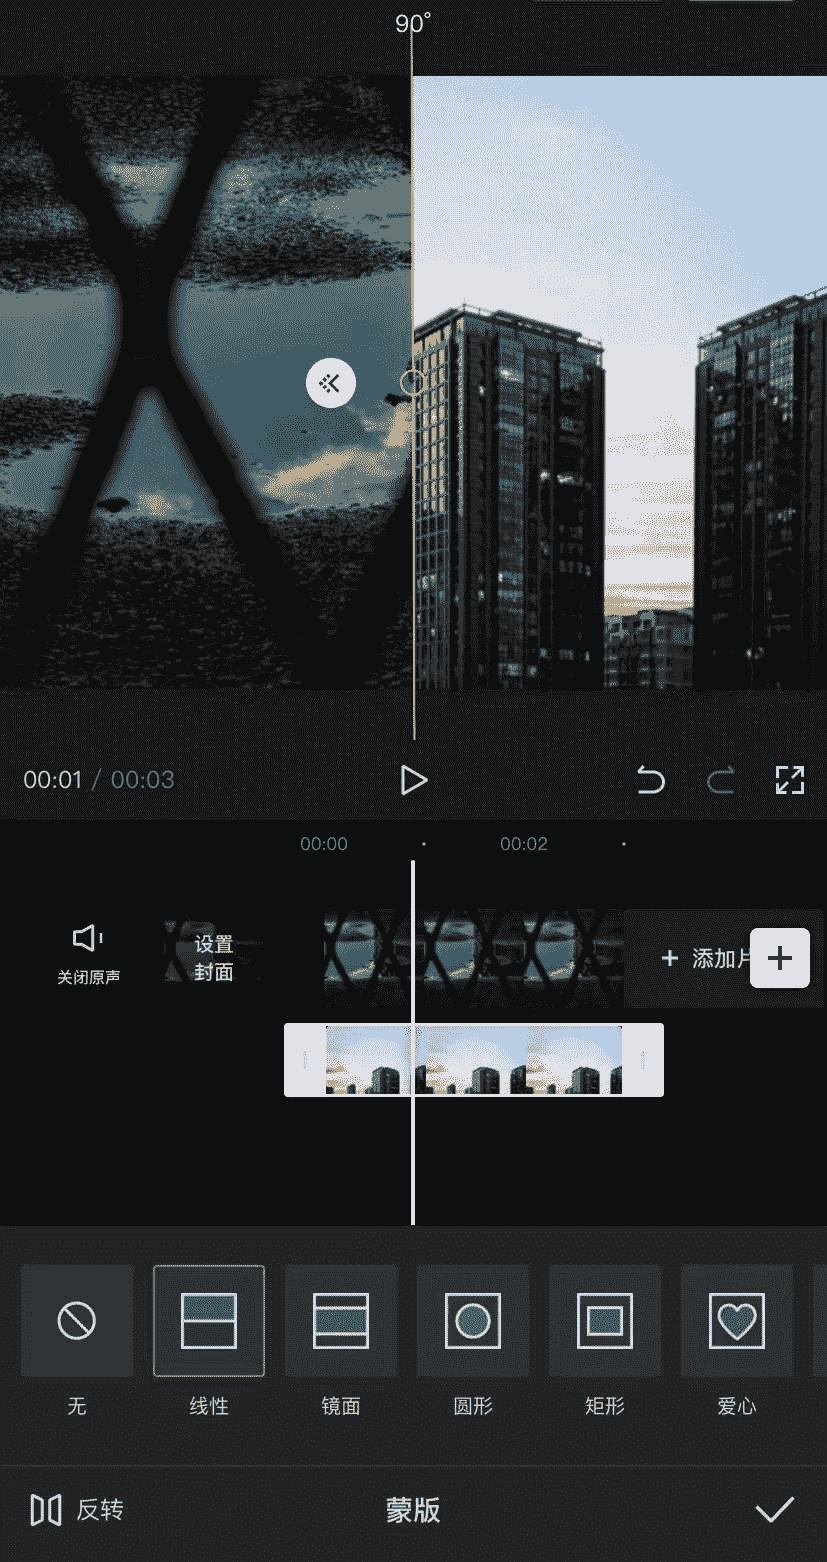 90°
00:01 / 00:03
00:00
00:02
关闭原声
设置
封面
+ 添加片
无
线性
镜面
圆形
矩形
爱心
反转
蒙版